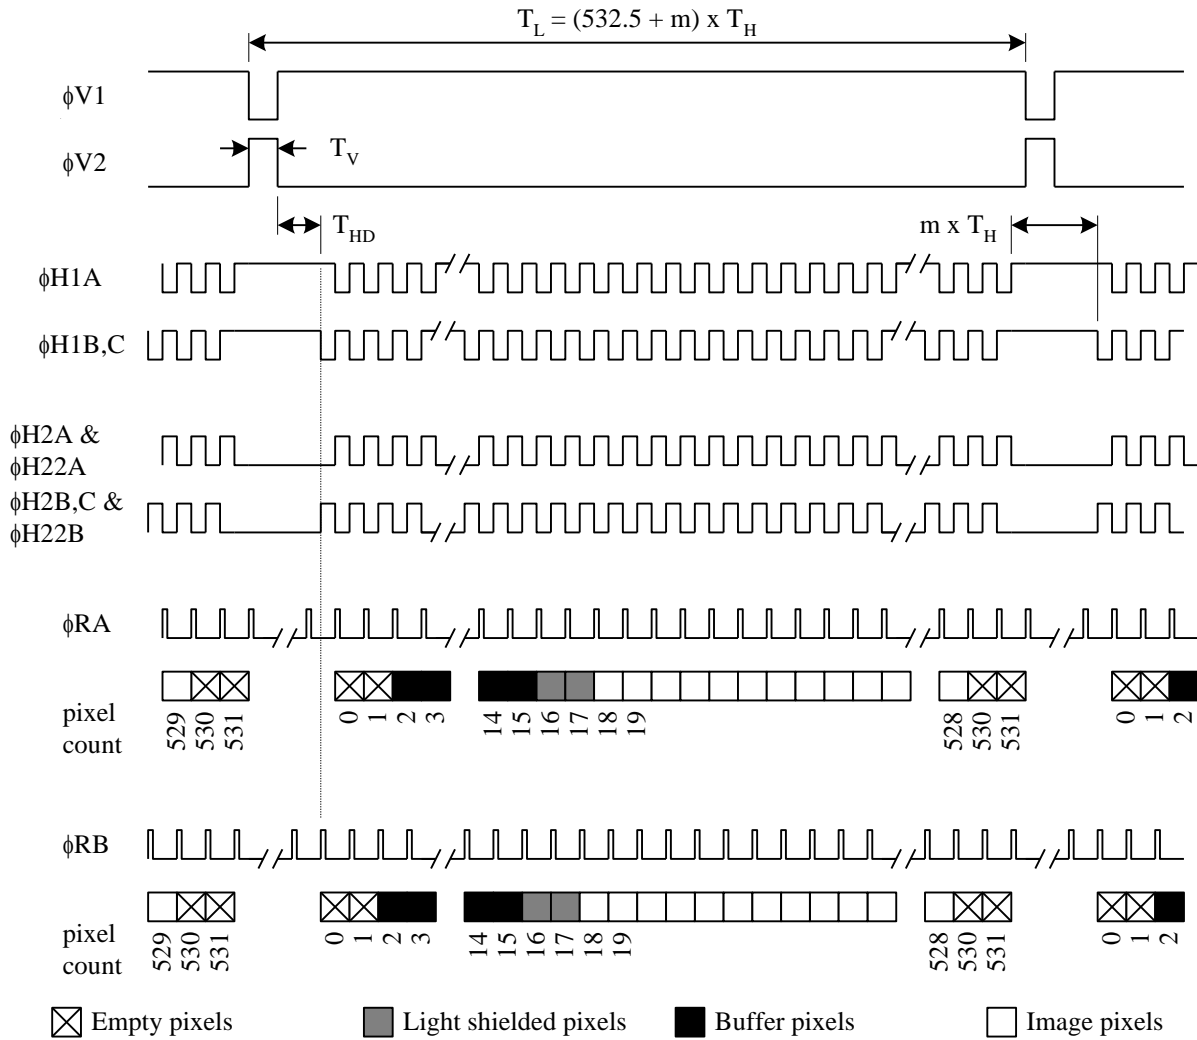 T_L = (532.5 + m) x T_H
ϕV1
ϕV2
T_V
T_HD
m x T_H
ϕH1A
ϕH1B,C
ϕH2A &
ϕH22A
ϕH2B,C &
ϕH22B
ϕRA
pixel
count
529 530 531 0 1 2 3 14 15 16 17 18 19 528 530 531 0 1 2
ϕRB
pixel
count
529 530 531 0 1 2 3 14 15 16 17 18 19 528 530 531 0 1 2
Empty pixels Light shielded pixels Buffer pixels Image pixels